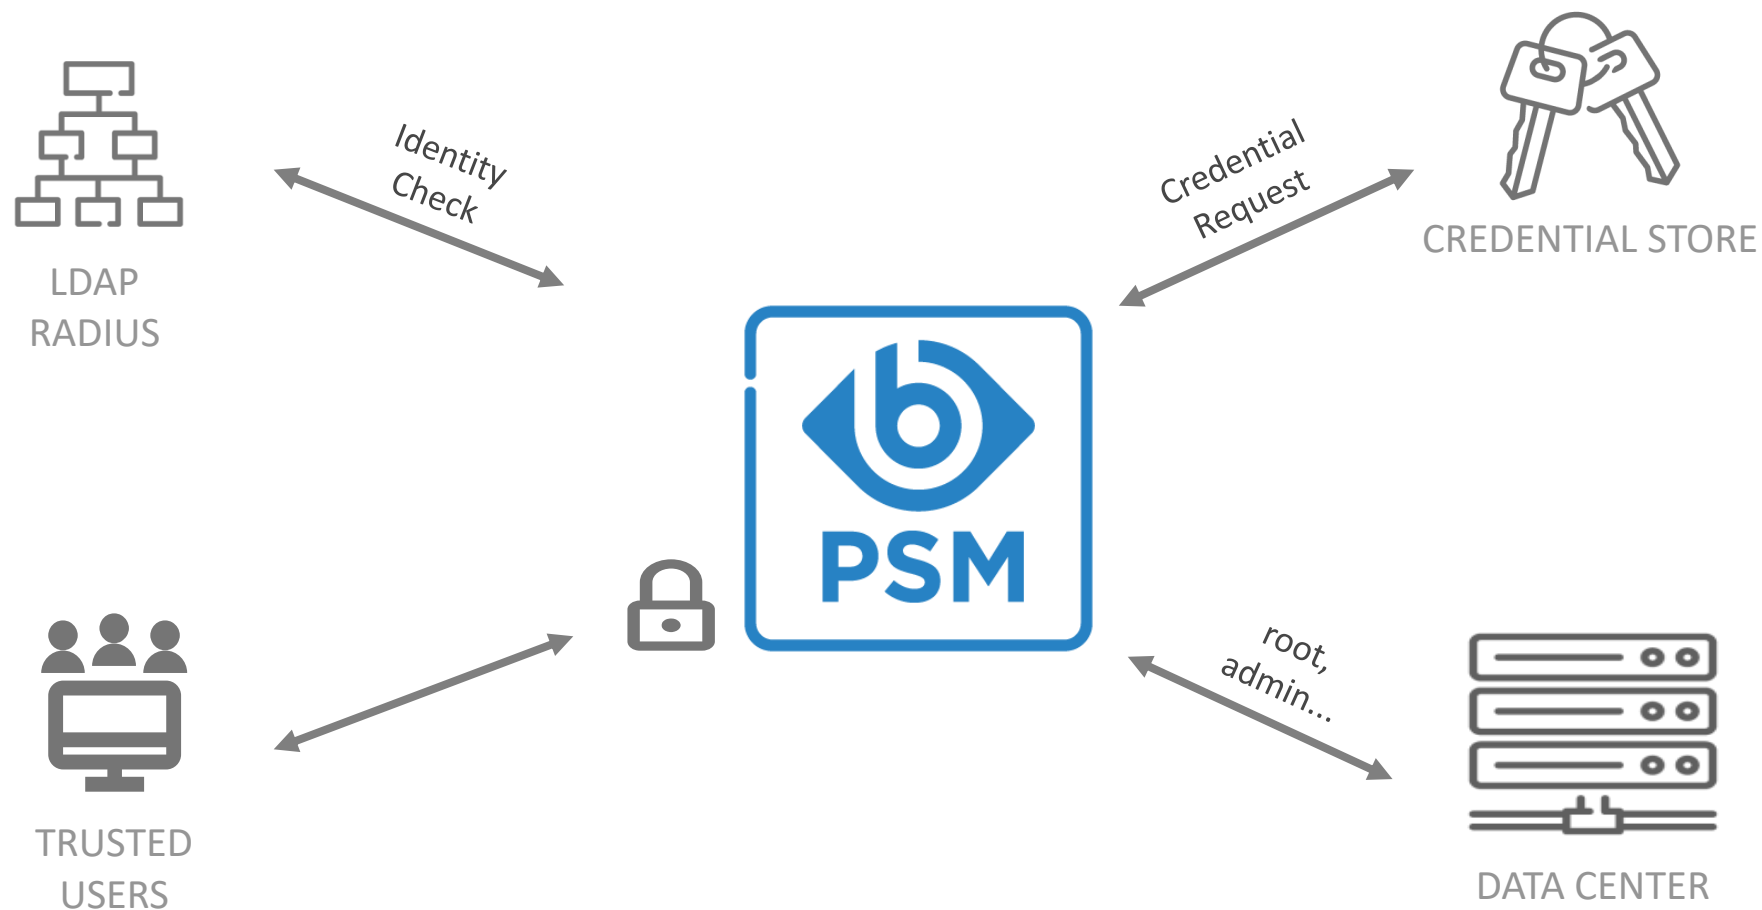 Identity
Check
Credential
Request
CREDENTIAL STORE
LDAP
RADIUS
b
PSM
root,
admin...
TRUSTED
USERS
DATA CENTER